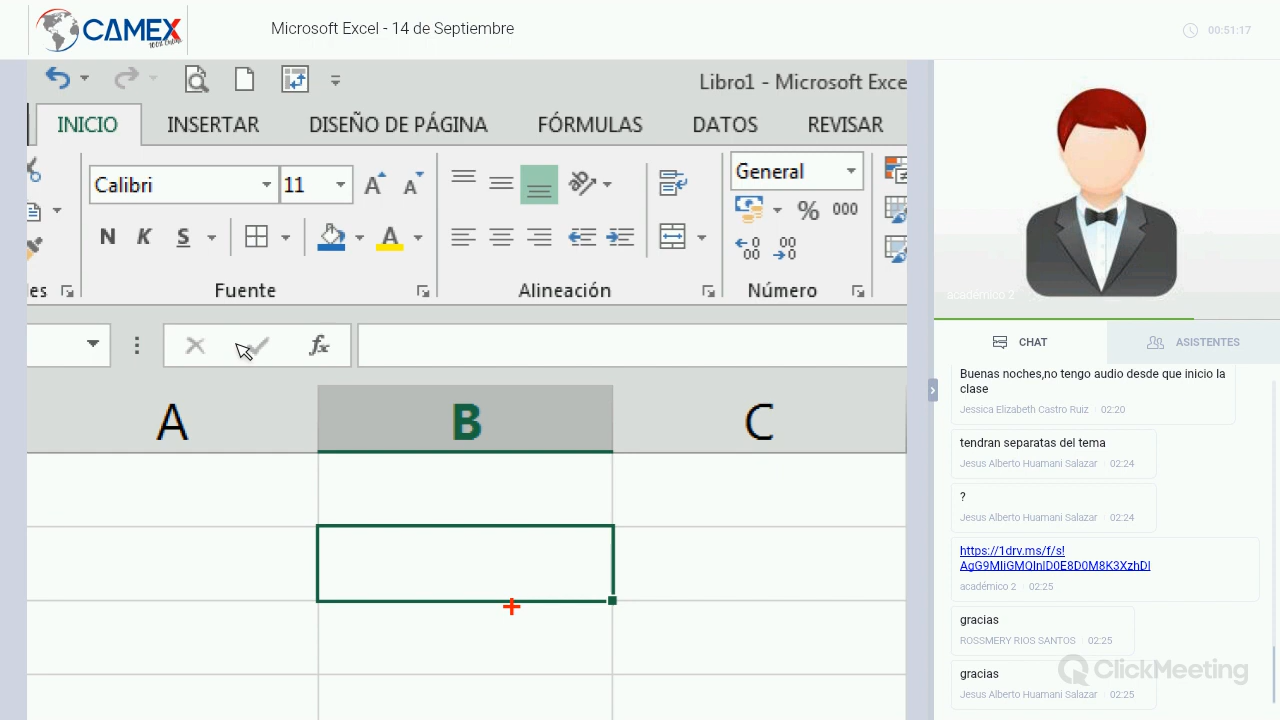 CAMEX
100% Online
Microsoft Excel - 14 de Septiembre
00:51:17
Libro1 - Microsoft Exce
INICIO INSERTAR DISEÑO DE PÁGINA FÓRMULAS DATOS REVISAR
Calibri 11 A A General
N K S A % 000
es Fuente Alineación Número
fx
A B C
académico 2
CHAT ASISTENTES
Buenas noches,no tengo audio desde que inicio la
clase
Jessica Elizabeth Castro Ruiz 02:20
tendran separatas del tema
Jesus Alberto Huamani Salazar 02:24
?
Jesus Alberto Huamani Salazar 02:24
https://1drv.ms/f/s!
académico 2 02:25
gracias
ROSSMERY RIOS SANTOS 02:25
gracias
Jesus Alberto Huamani Salazar 02:25
ClickMeeting